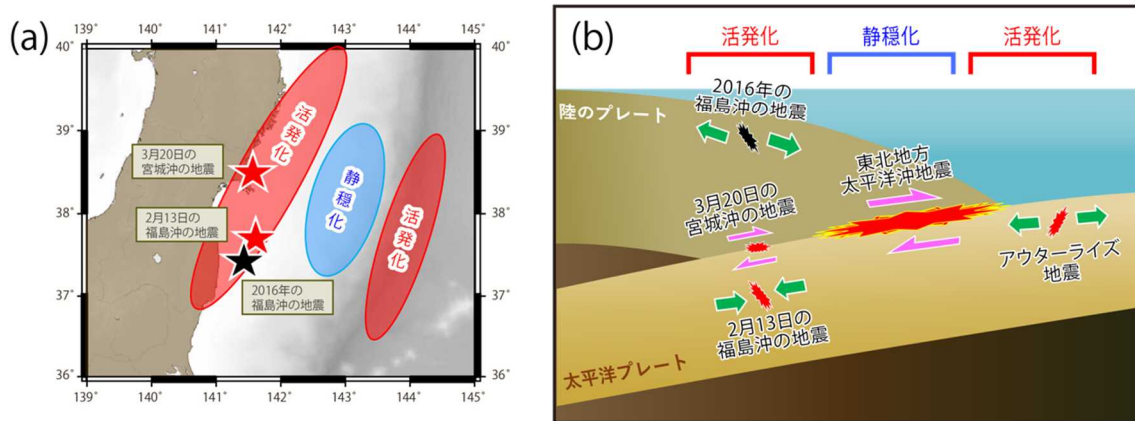 (a)
139° 140° 141° 142° 143° 144° 145°
40°
39°
38°
37°
36°
139° 140° 141° 142° 143° 144° 145°
活発化
静穏化
活発化
3月20日の
宮城沖の地震
2月13日の
福島沖の地震
2016年の
福島沖の地震
(b)
活発化
静穏化
活発化
陸のプレート
2016年の
福島沖の地震
東北地方
太平洋沖地震
3月20日の
宮城沖の地震
アウターライズ
地震
2月13日の
福島沖の地震
太平洋プレート